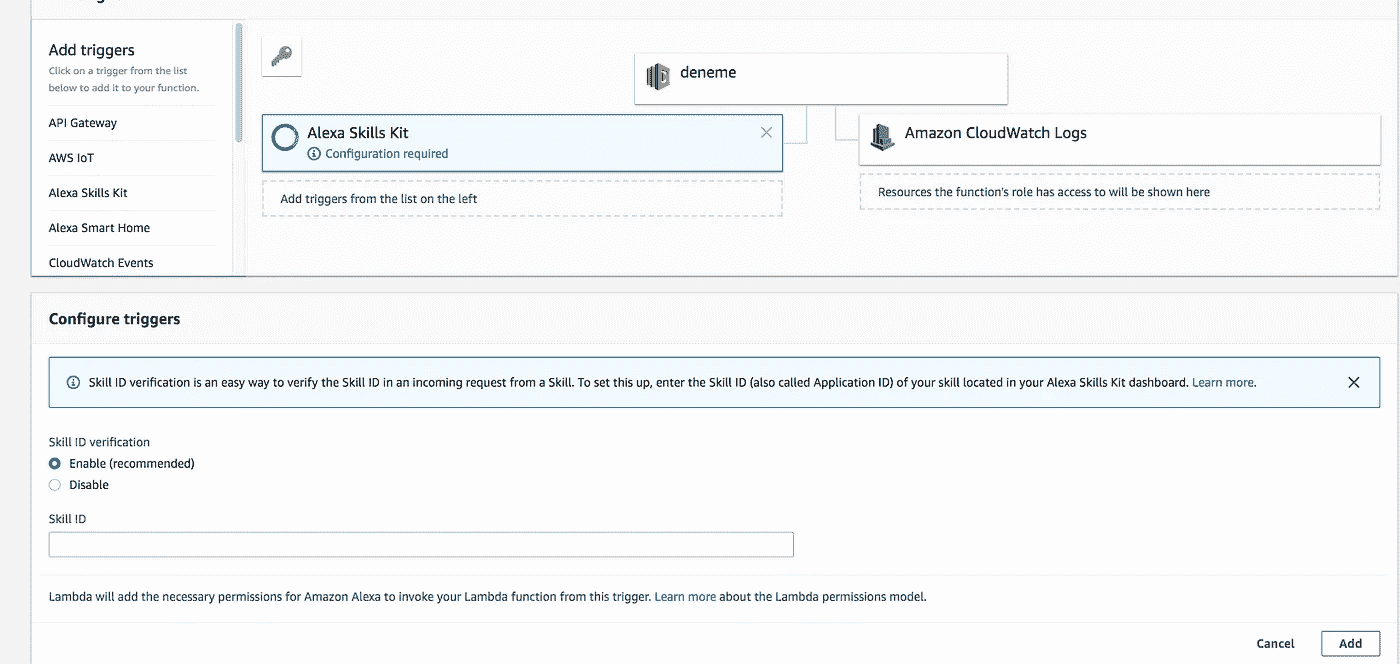 Add triggers
Click on a trigger from the list
below to add it to your function.
API Gateway
AWS IoT
Alexa Skills Kit
Alexa Smart Home
CloudWatch Events
deneme
Alexa Skills Kit
Configuration required
Add triggers from the list on the left
Amazon CloudWatch Logs
Resources the function's role has access to will be shown here
Configure triggers
Skill ID verification is an easy way to verify the Skill ID in an incoming request from a Skill. To set this up, enter the Skill ID (also called Application ID) of your skill located in your Alexa Skills Kit dashboard. Learn more.
Skill ID verification
Enable (recommended)
Disable
Skill ID
Lambda will add the necessary permissions for Amazon Alexa to invoke your Lambda function from this trigger. Learn more about the Lambda permissions model.
Cancel
Add